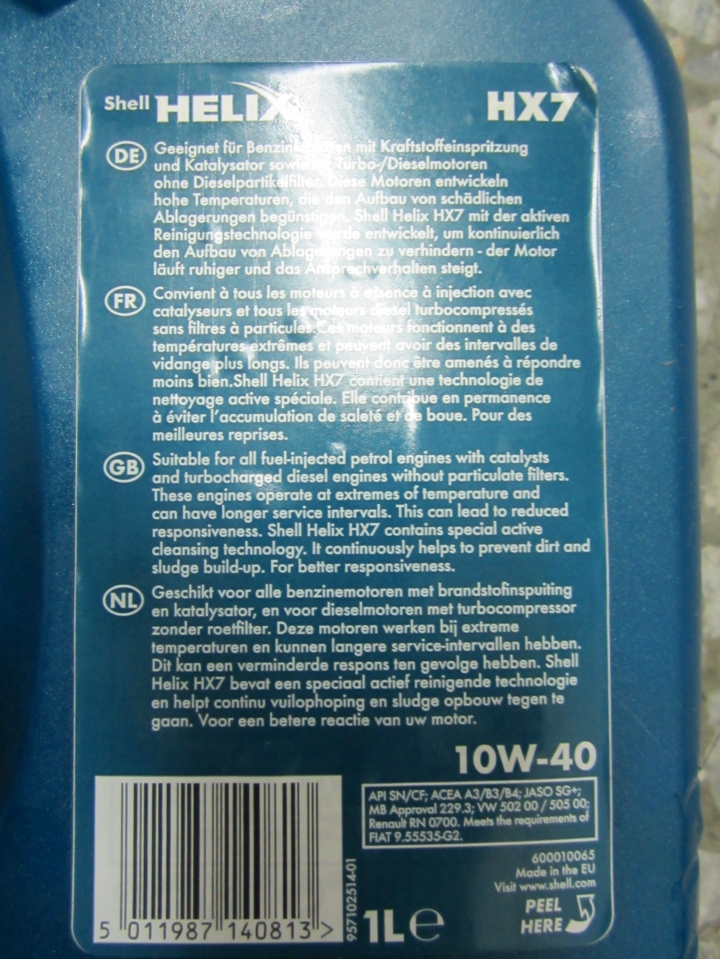 Shell HELIX HX7
DE Geeignet für mit Kraftstoffeinspritzung
und Katalysator Turbo-/Dieselmotoren
ohne Dieselpartikelfilter. Diese Motoren entwickeln
hohe Temperaturen, die den Aufbau von schädlichen
Ablagerungen begünstigen. Shell Helix HX7 mit der aktiven
Reinigungstechnologie wurde entwickelt, um kontinuierlich
den Aufbau von Ablagerungen zu verhindern - der Motor
läuft ruhiger und das Ansprechverhalten steigt.
FR Convient à tous les moteurs à essence à injection avec
catalyseurs et tous les moteurs diesel turbocompressés
sans filtres à particules.Ces moteurs fonctionnent à des
températures extrêmes et peuvent avoir des intervalles de
vidange plus longs. Ils peuvent donc être amenés à répondre
moins bien.Shell Helix HX7 contient une technologie de
nettoyage active spéciale. Elle contribue en permanence
à éviter l'accumulation de saleté et de boue. Pour des
meilleures reprises.
GB Suitable for all fuel-injected petrol engines with catalysts
and turbocharged diesel engines without particulate filters.
These engines operate at extremes of temperature and
can have longer service intervals. This can lead to reduced
responsiveness. Shell Helix HX7 contains special active
cleansing technology. It continuously helps to prevent dirt and
sludge build-up. For better responsiveness.
NL Geschikt voor alle benzinemotoren met brandstofinspuiting
en katalysator, en voor dieselmotoren met turbocompressor
zonder roetfilter. Deze motoren werken bij extreme
temperaturen en kunnen langere service-intervallen hebben.
Dit kan een verminderde respons ten gevolge hebben. Shell
Helix HX7 bevat een speciaal actief reinigende technologie
en helpt continu vuilophoping en sludge opbouw tegen te
gaan. Voor een betere reactie van uw motor.
10W-40
API SN/CF; ACEA A3/B3/B4; JASO SG+;
MB Approval 229.3; VW 502 00 / 505 00;
Renault RN 0700. Meets the requirements of
FIAT 9.55535-G2.
600010065
Made in the EU
Visit www.shell.com
PEEL
HERE
957102514-01
1L e
5 011987 140813 >